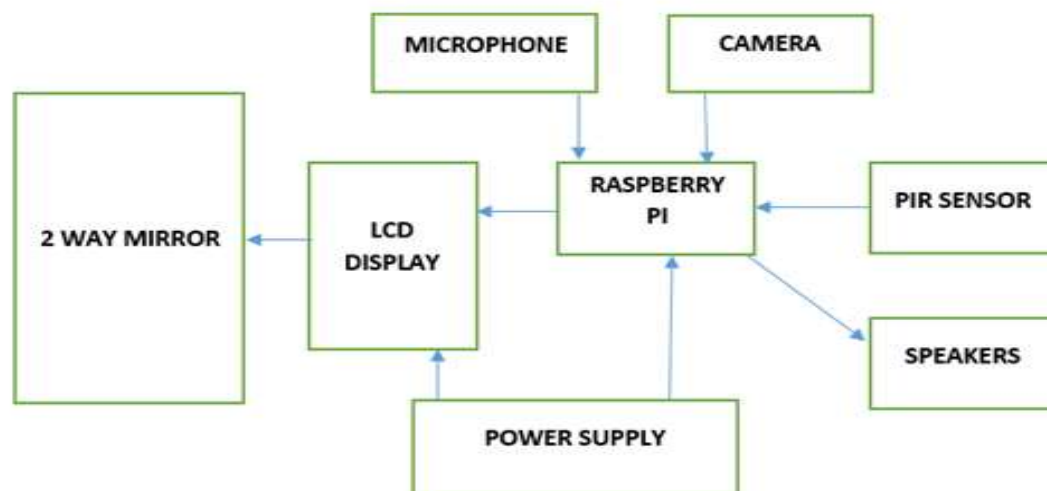 MICROPHONE
CAMERA
2 WAY MIRROR
LCD
DISPLAY
RASPBERRY
PI
PIR SENSOR
SPEAKERS
POWER SUPPLY